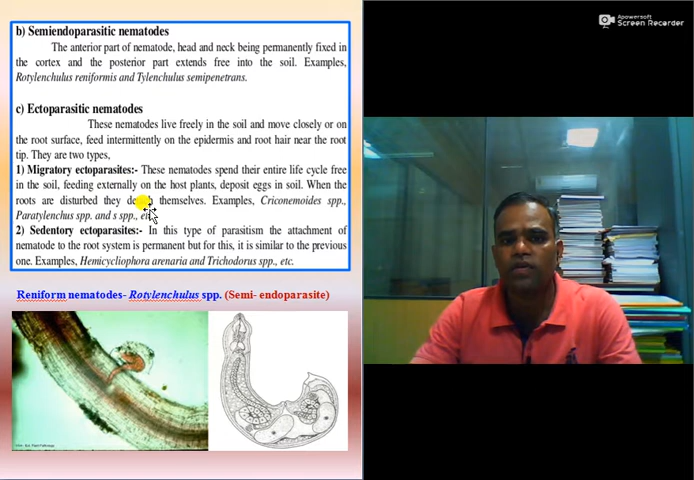 b) Semiendoparasitic nematodes
The anterior part of nematode, head and neck being permanently fixed in
the cortex and the posterior part extends free into the soil. Examples,
Rotylenchulus reniformis and Tylenchulus semipenetrans.
c) Ectoparasitic nematodes
These nematodes live freely in the soil and move closely or on
the root surface, feed intermittently on the epidermis and root hair near the root
tip. They are two types,
1) Migratory ectoparasites:- These nematodes spend their entire life cycle free
in the soil, feeding externally on the host plants, deposit eggs in soil. When the
roots are disturbed they themselves. Examples, Criconemoides spp.,
Paratylenchus spp. and s spp.,
2) Sedentory ectoparasites:- In this type of parasitism the attachment of
nematode to the root system is permanent but for this, it is similar to the previous
one. Examples, Hemicycliophora arenaria and Trichodorus spp., etc.
Reniform nematodes- Rotylenchulus spp. (Semi- endoparasite)
Apowersoft
Screen Recorder